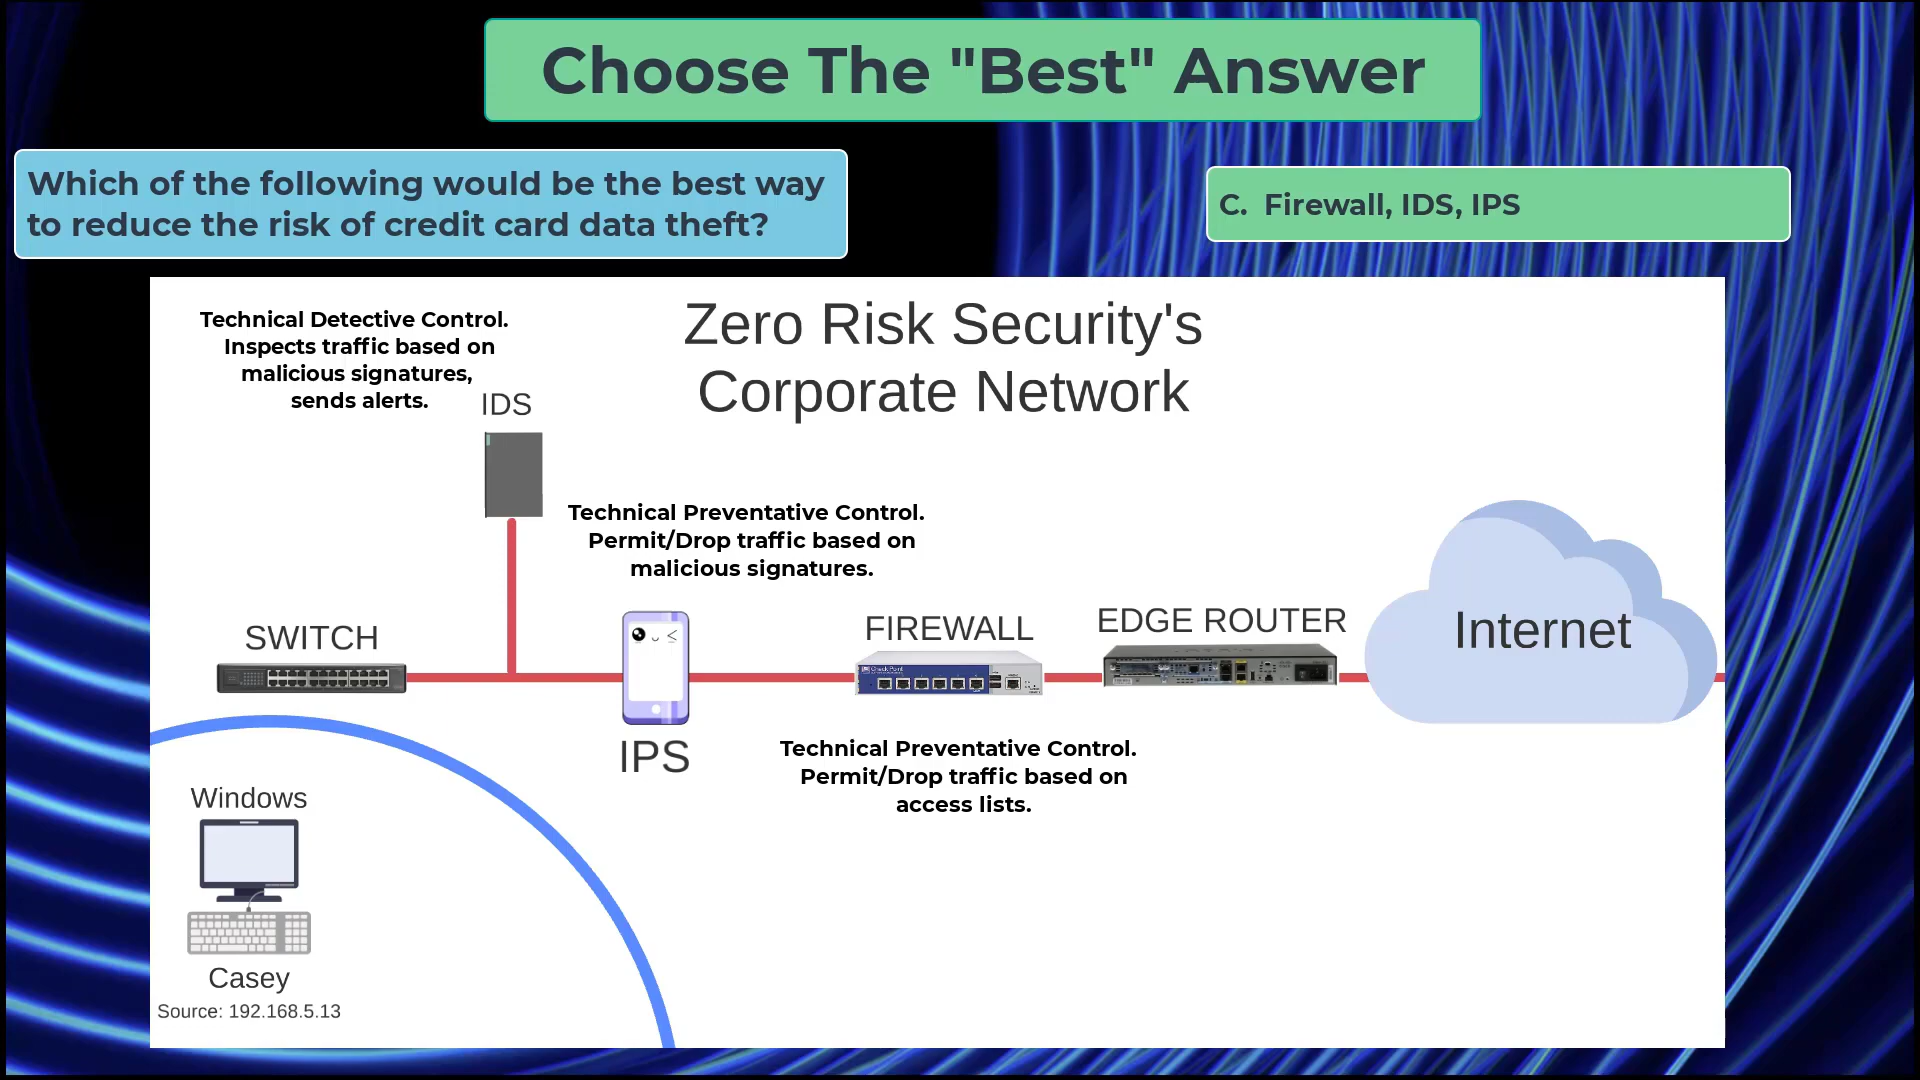 Choose The "Best" Answer
Which of the following would be the best way
to reduce the risk of credit card data theft?
C. Firewall, IDS, IPS
Zero Risk Security's
Corporate Network
Technical Detective Control.
Inspects traffic based on
malicious signatures,
sends alerts.
IDS
Technical Preventative Control.
Permit/Drop traffic based on
malicious signatures.
SWITCH
FIREWALL
EDGE ROUTER
Internet
Check Point
IPS
Technical Preventative Control.
Permit/Drop traffic based on
access lists.
Windows
Casey
Source: 192.168.5.13